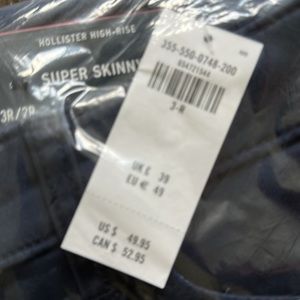 HOLLISTER HIGH-RISE
SUPER SKINNY
3R/
355-550-0748-200
3-R
UK £ 39
EU € 49
US $ 49.95
CAN $ 52.95